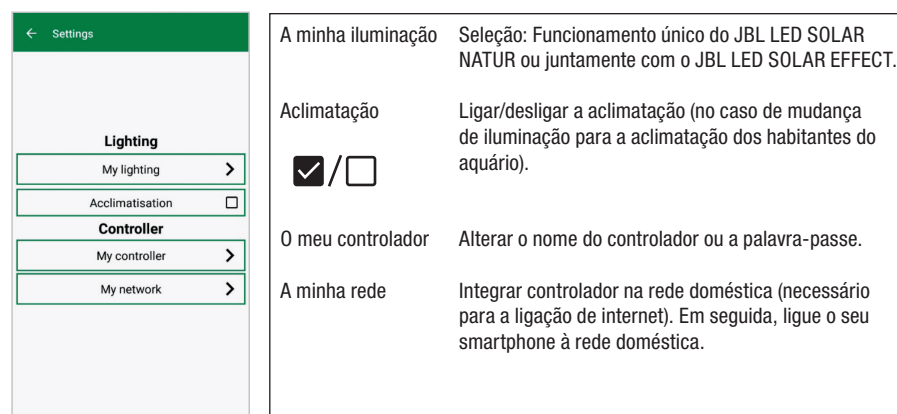 ← Settings
Lighting
My lighting
Acclimatisation
Controller
My controller
My network
A minha iluminação Seleção: Funcionamento único do JBL LED SOLAR
NATUR ou juntamente com o JBL LED SOLAR EFFECT.
Aclimatação Ligar/desligar a aclimatação (no caso de mudança
de iluminação para a aclimatação dos habitantes do
aquário).
/
O meu controlador Alterar o nome do controlador ou a palavra-passe.
A minha rede Integrar controlador na rede doméstica (necessário
para a ligação de internet). Em seguida, ligue o seu
smartphone à rede doméstica.